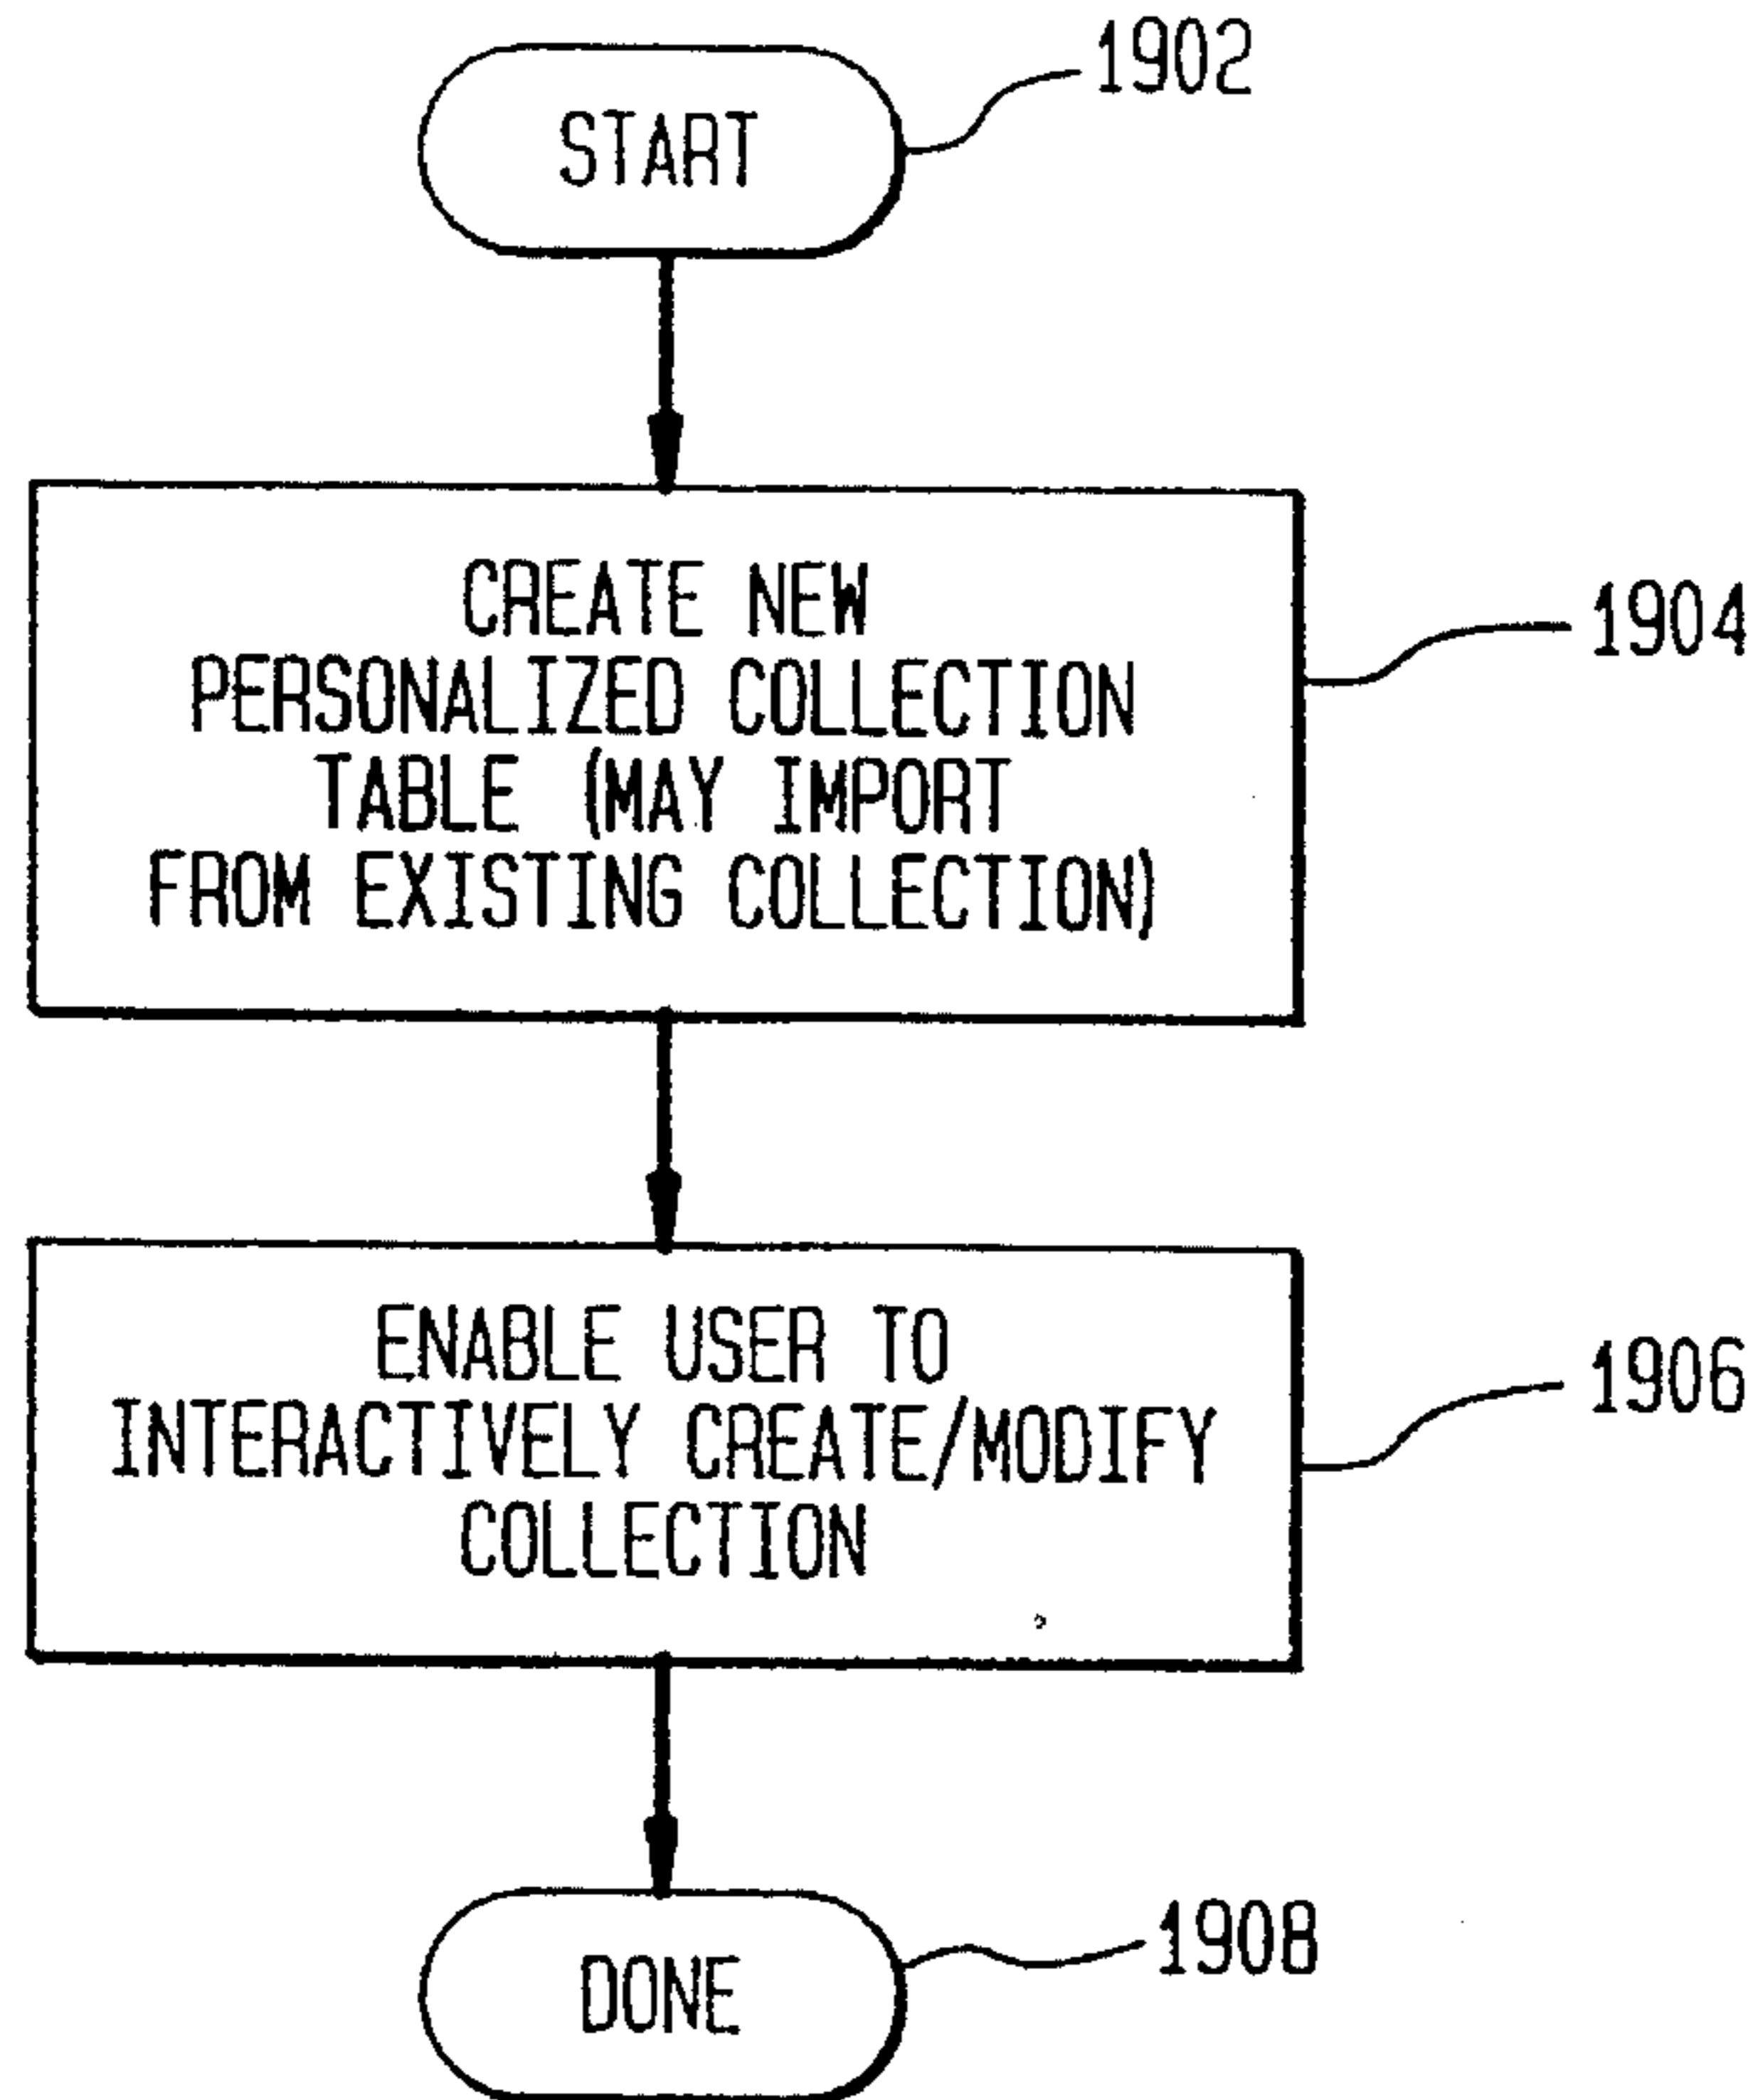 1902
START
CREATE NEW
PERSONALIZED COLLECTION
TABLE (MAY IMPORT
FROM EXISTING COLLECTION)
1904
ENABLE USER TO
INTERACTIVELY CREATE/MODIFY
COLLECTION
1906
DONE
1908